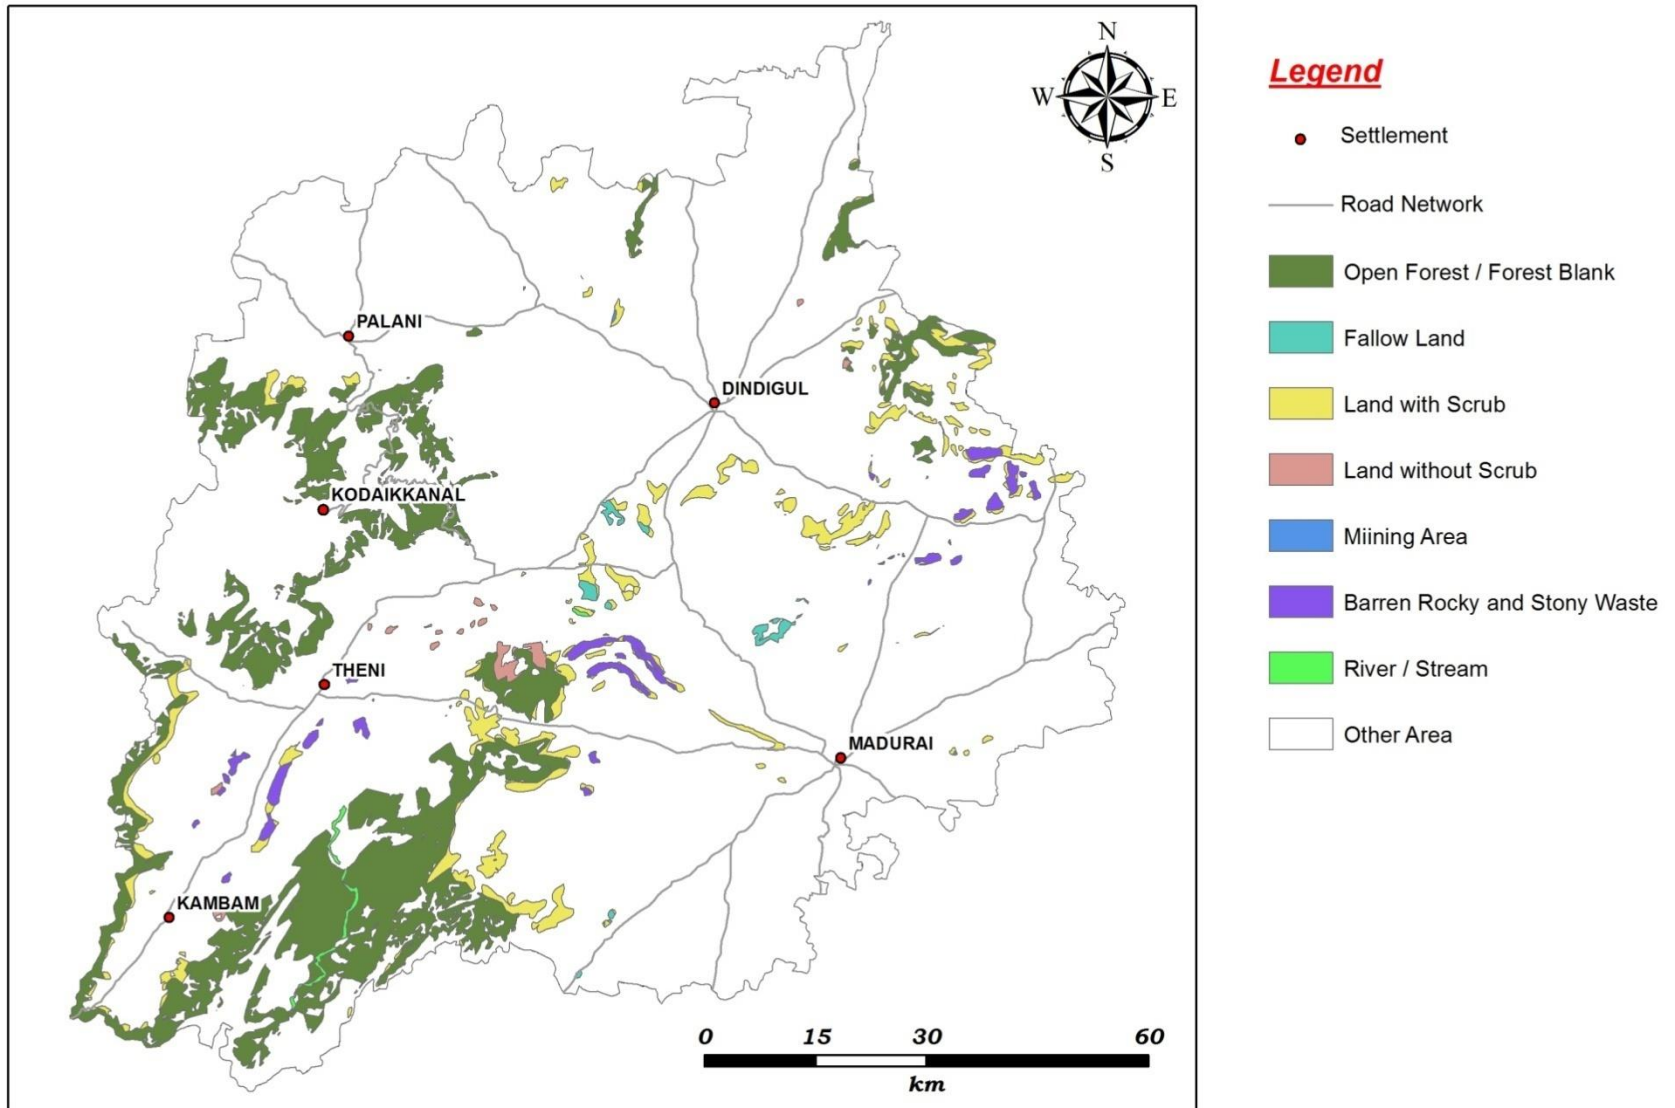 N
W E
S
PALANI
DINDIGUL
KODAIKKANAL
THENI
MADURAI
KAMBAM
0 15 30 60
km
Legend
Settlement
Road Network
Open Forest / Forest Blank
Fallow Land
Land with Scrub
Land without Scrub
Miining Area
Barren Rocky and Stony Waste
River / Stream
Other Area